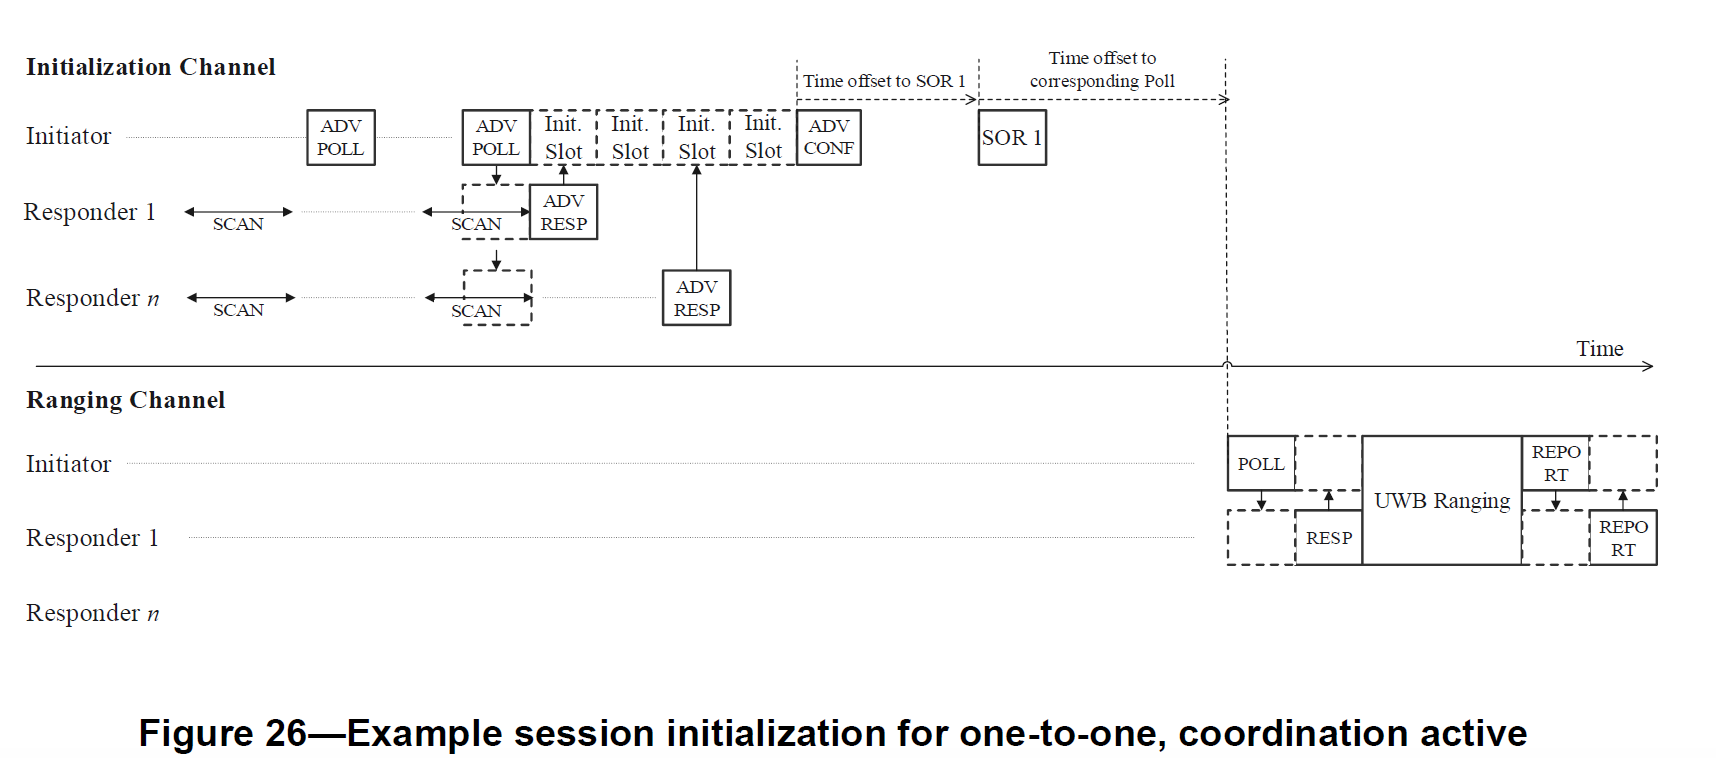 Initialization Channel
Time offset to SOR 1
Time offset to
corresponding Poll
Initiator
ADV
POLL
ADV
POLL
Init.
Slot
Init.
Slot
Init.
Slot
Init.
Slot
ADV
CONF
SOR 1
Responder 1
SCAN
SCAN
ADV
RESP
Responder n
SCAN
SCAN
ADV
RESP
Time
Ranging Channel
Initiator
POLL
UWB Ranging
REPO
RT
Responder 1
RESP
REPO
RT
Responder n
Figure 26—Example session initialization for one-to-one, coordination active